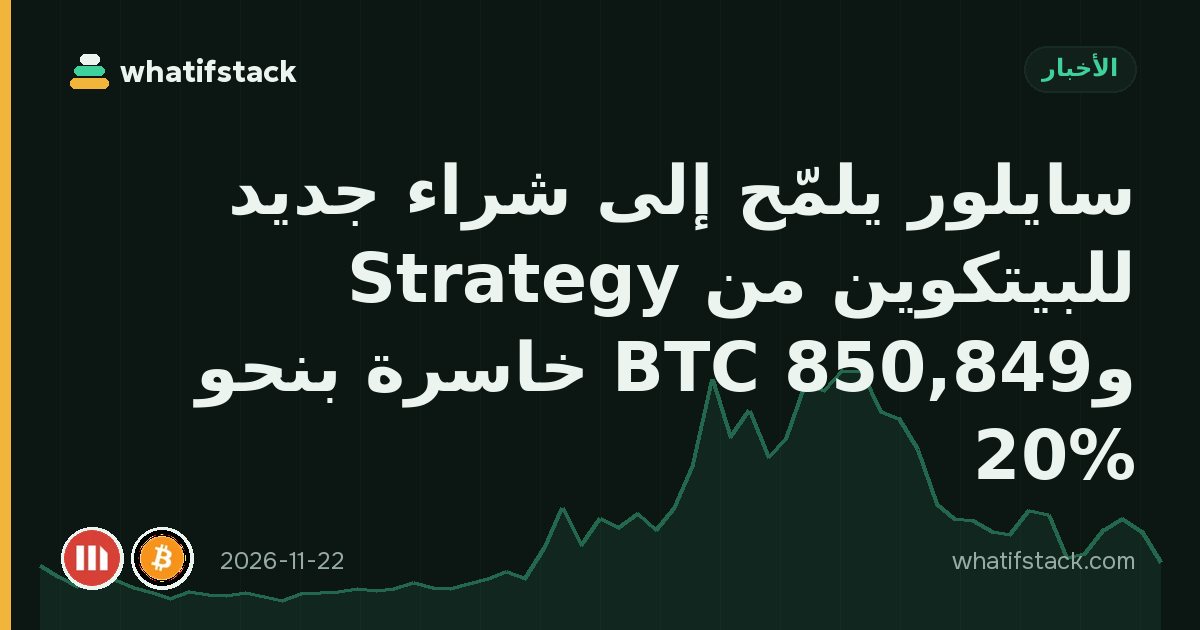 whatifstack
الأخبار
سايلور يلمّح إلى شراء جديد
للبيتكوين من Strategy
و850,849 BTC خاسرة بنحو
20%
2026-11-22
whatifstack.com